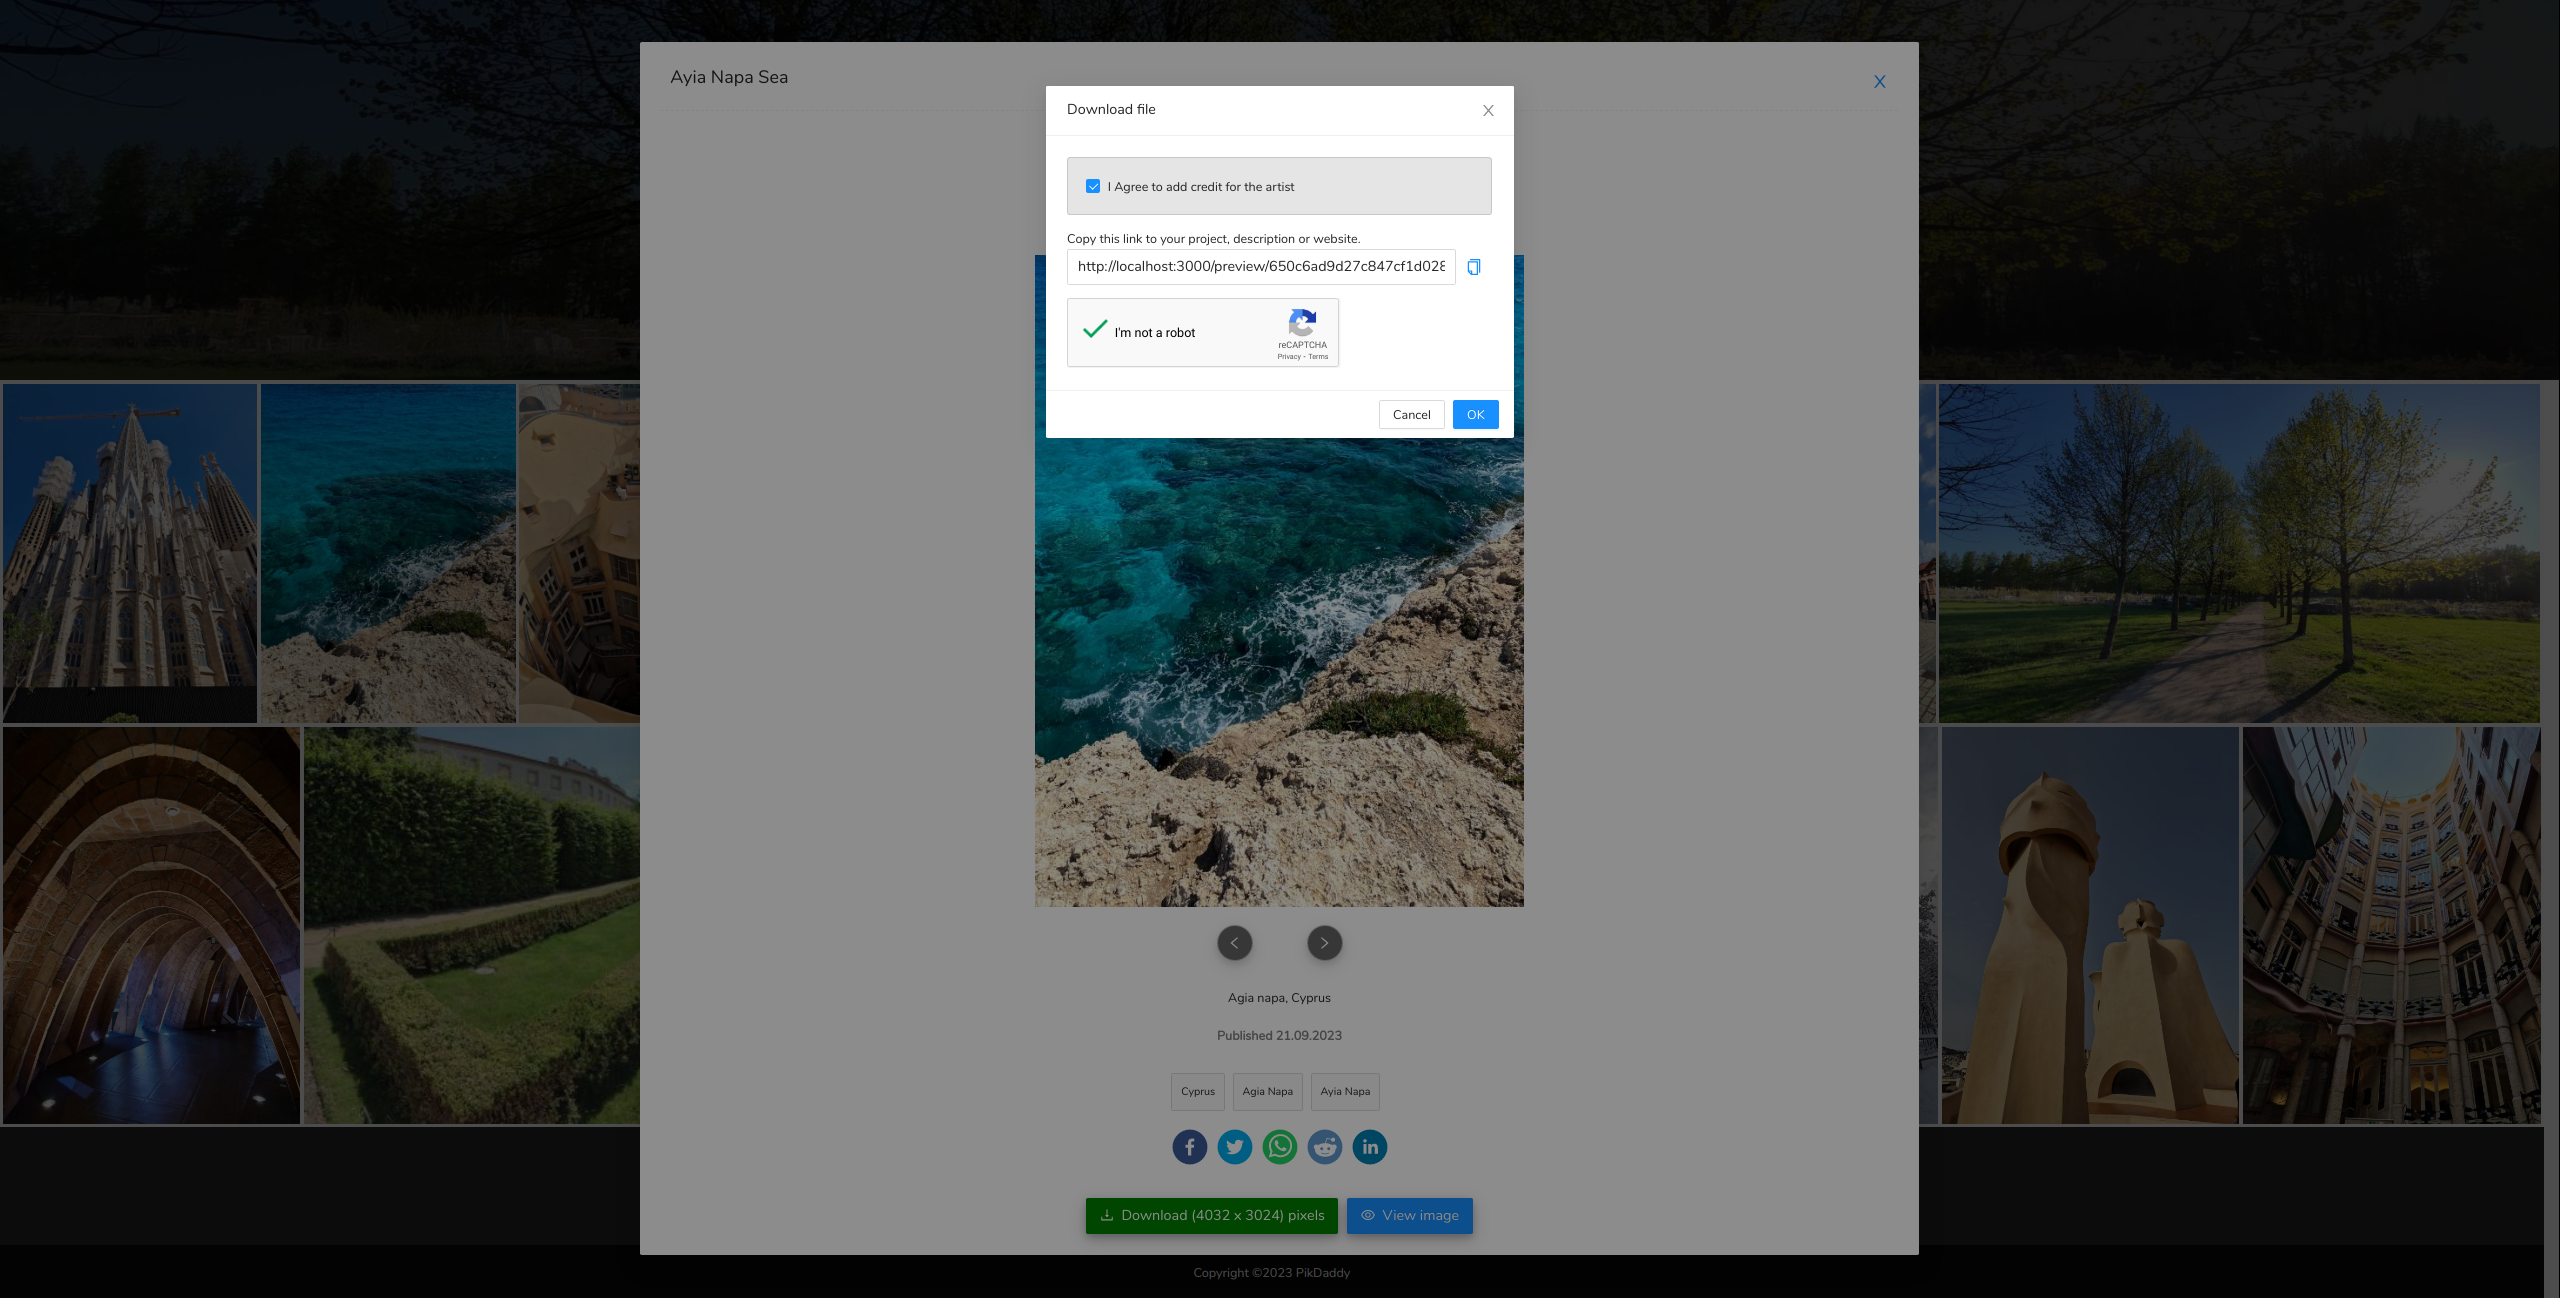 Ayia Napa Sea
Download file
I Agree to add credit for the artist
Copy this link to your project, description or website.
http://localhost:3000/preview/650c6ad9d27c847cf1d028
I'm not a robot
reCAPTCHA
Privacy - Terms
Cancel
OK
Agia napa, Cyprus
Published 21.09.2023
Cyprus
Agia Napa
Ayia Napa
Download (4032 x 3024) pixels
View image
Copyright ©2023 PikDaddy